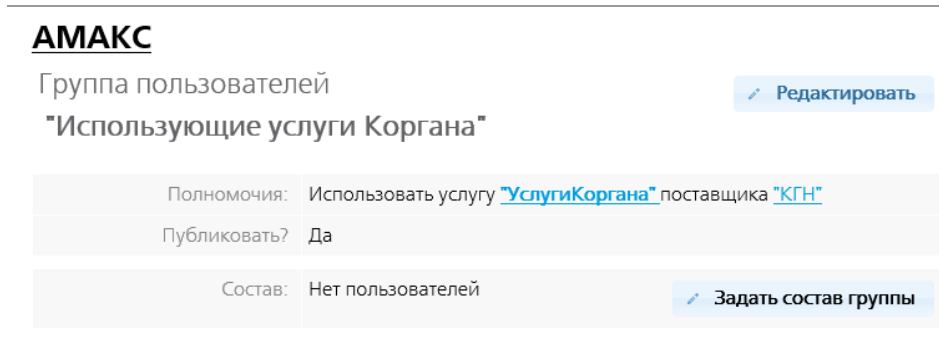 АМАКС
Группа пользователей
Редактировать
"Использующие услуги Коргана"
Полномочия: Использовать услугу "УслугиКоргана" поставщика "КГН"
Публиковать? Да
Состав: Нет пользователей Задать состав группы